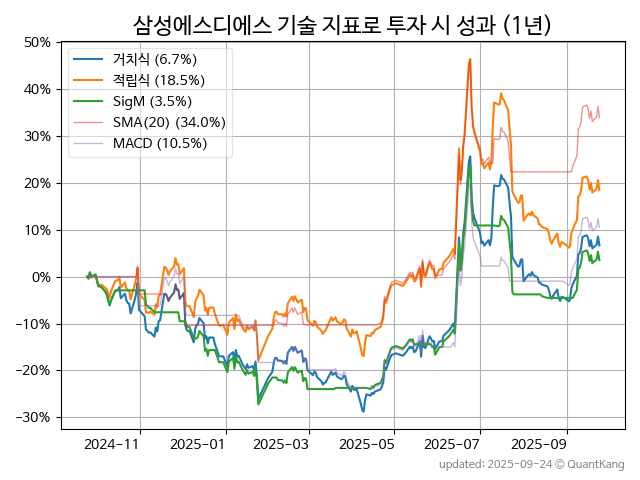 삼성에스디에스 기술 지표로 투자 시 성과 (1년)
50%
40%
30%
20%
10%
0%
−10%
−20%
−30%
거치식 (6.7%)
적립식 (18.5%)
SigM (3.5%)
SMA(20) (34.0%)
MACD (10.5%)
2024-11
2025-01
2025-03
2025-05
2025-07
2025-09
updated: 2025-09-24 ⓒ QuantKang